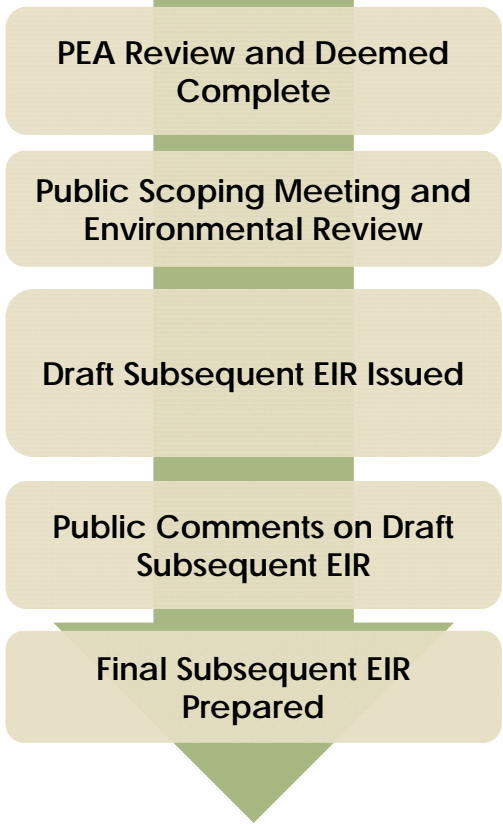 PEA Review and Deemed
Complete
Public Scoping Meeting and
Environmental Review
Draft Subsequent EIR Issued
Public Comments on Draft
Subsequent EIR
Final Subsequent EIR
Prepared